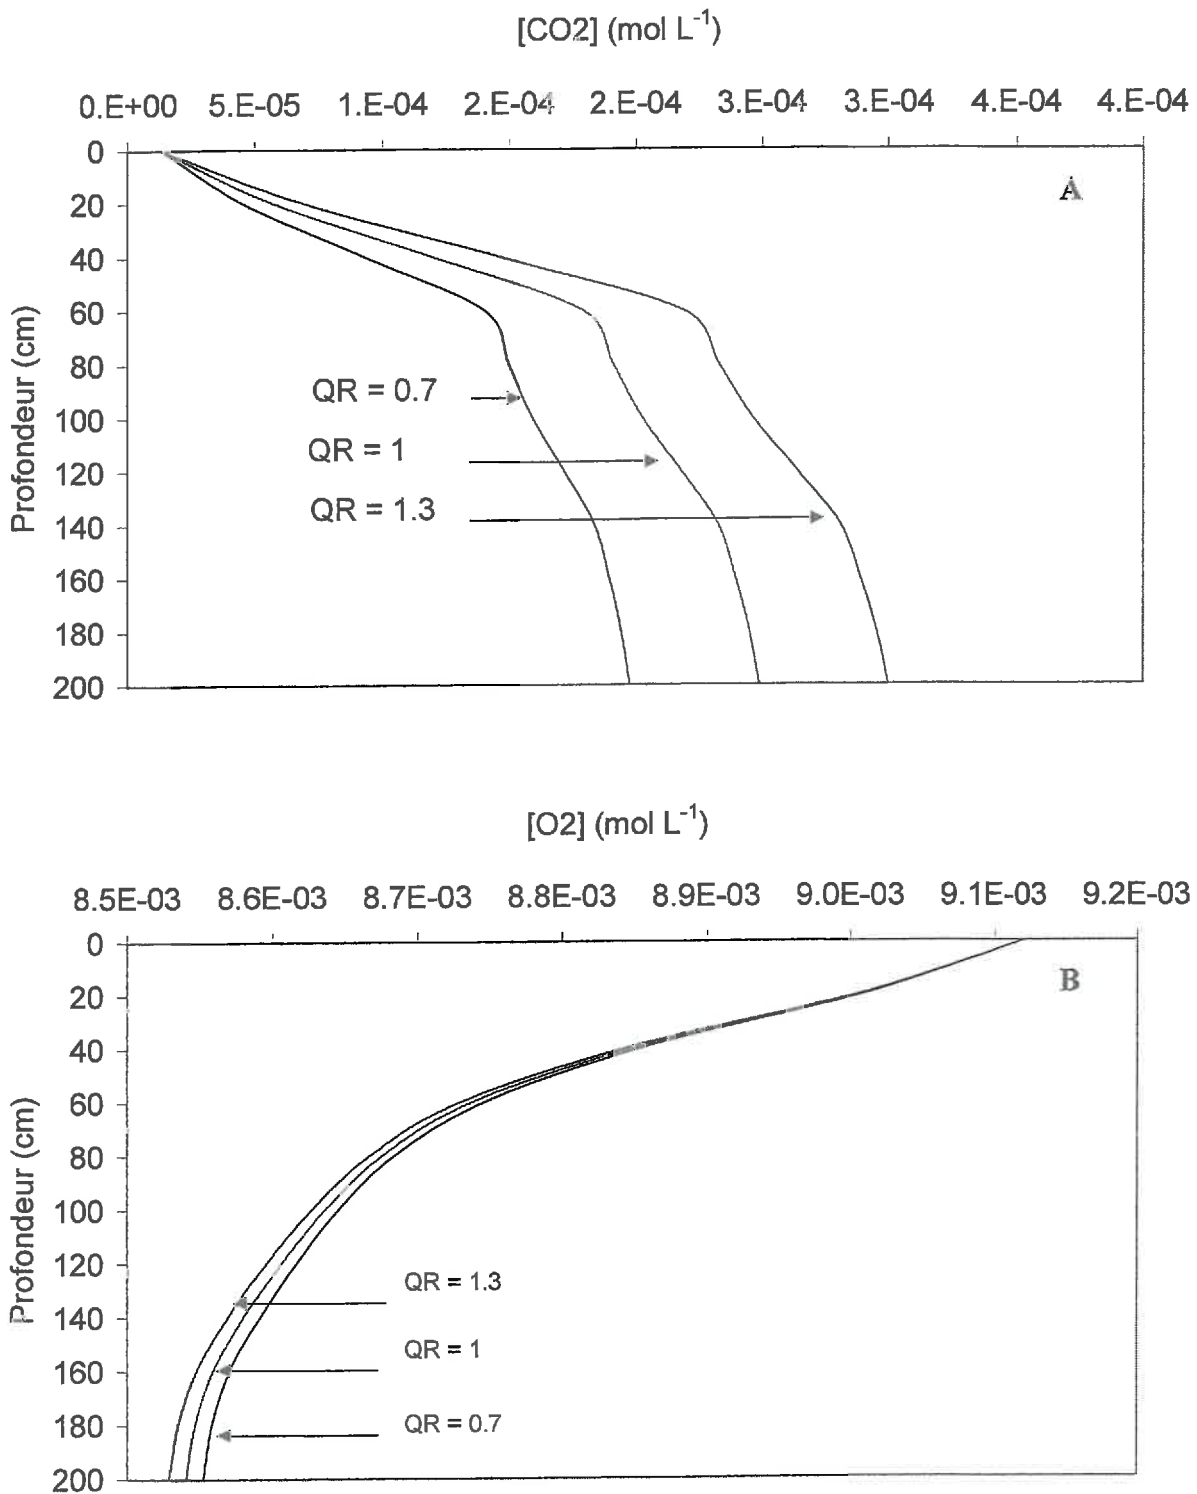 [CO2] (mol L⁻¹)
0.E+00 5.E-05 1.E-04 2.E-04 2.E-04 3.E-04 3.E-04 4.E-04 4.E-04
A
Profondeur (cm)
0
20
40
60
80
100
120
140
160
180
200
QR = 0.7
QR = 1
QR = 1.3
[O2] (mol L⁻¹)
8.5E-03 8.6E-03 8.7E-03 8.8E-03 8.9E-03 9.0E-03 9.1E-03 9.2E-03
B
Profondeur (cm)
0
20
40
60
80
100
120
140
160
180
200
QR = 1.3
QR = 1
QR = 0.7